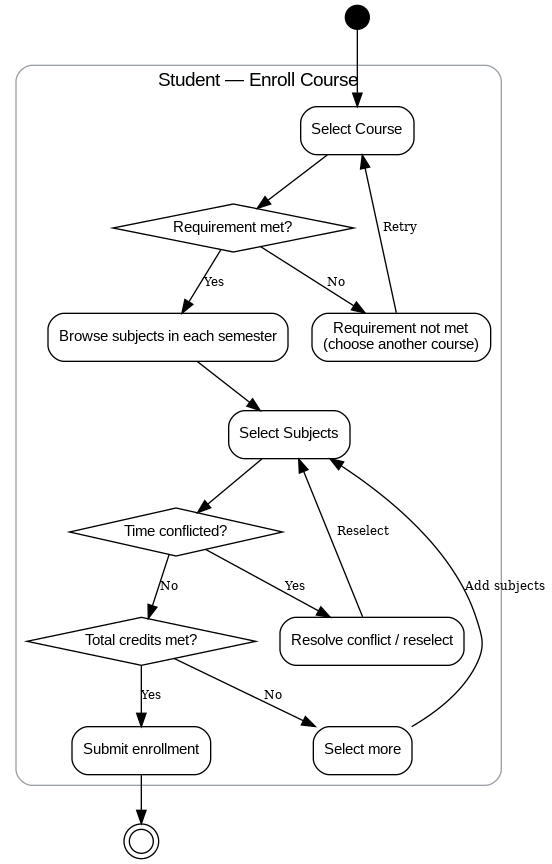 Student — Enroll Course
Select Course
Requirement met?
Retry
Yes
No
Browse subjects in each semester
Requirement not met
(choose another course)
Select Subjects
Time conflicted?
Reselect
No
Yes
Add subjects
Total credits met?
Resolve conflict / reselect
Yes
No
Submit enrollment
Select more